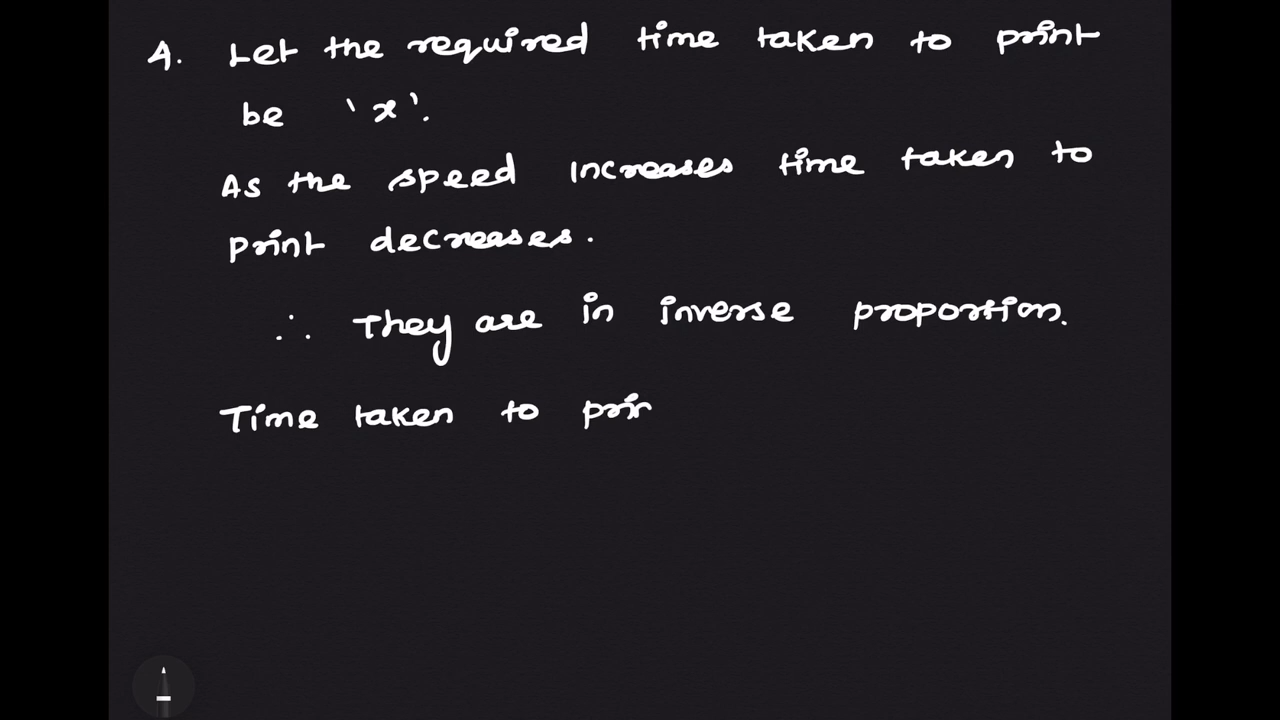 A. Let the required time taken to print
be 'x'.
As the speed increases time taken to
print decreases.
∴ They are in inverse proportion.
Time taken to prin